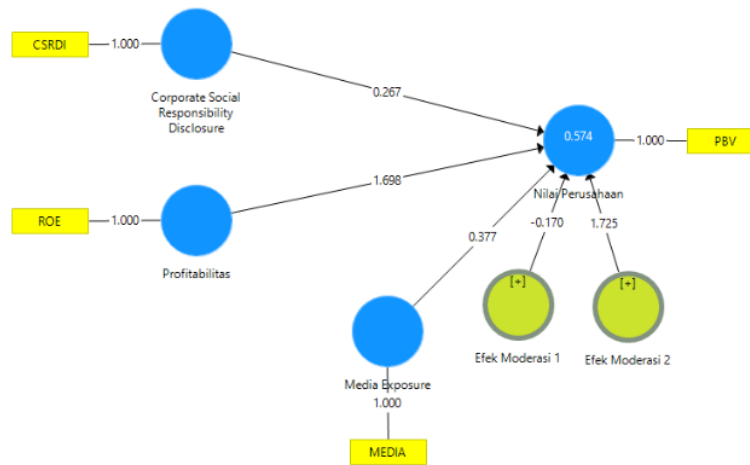 CSRDI
1.000
Corporate Social
Responsibility
Disclosure
0.267
0.574
1.000
PBV
Nilai Perusahaan
ROE
1.000
Profitabilitas
1.698
0.377
-0.170
1.725
[+]
[+]
Efek Moderasi 1
Efek Moderasi 2
Media Exposure
1.000
MEDIA